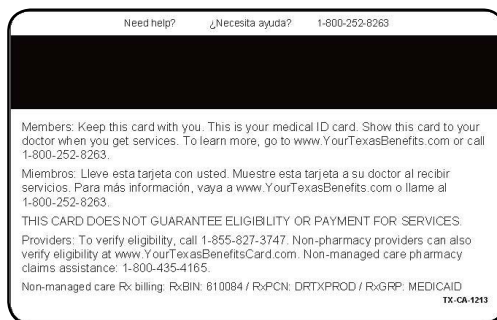 Need help? ¿Necesita ayuda? 1-800-252-8263
Members: Keep this card with you. This is your medical ID card. Show this card to your
doctor when you get services. To learn more, go to www.YourTexasBenefits.com or call
1-800-252-8263.
Miembros: Lleve esta tarjeta con usted. Muestre esta tarjeta a su doctor al recibir
servicios. Para más información, vaya a www.YourTexasBenefits.com o llame al
1-800-252-8263.
THIS CARD DOES NOT GUARANTEE ELIGIBILITY OR PAYMENT FOR SERVICES.
Providers: To verify eligibility, call 1-855-827-3747. Non-pharmacy providers can also
verify eligibility at www.YourTexasBenefitsCard.com. Non-managed care pharmacy
claims assistance: 1-800-435-4165.
Non-managed care Rx billing: RxBIN: 610084 / RxPCN: DRTXPROD / RxGRP: MEDICAID
TX-CA-1213